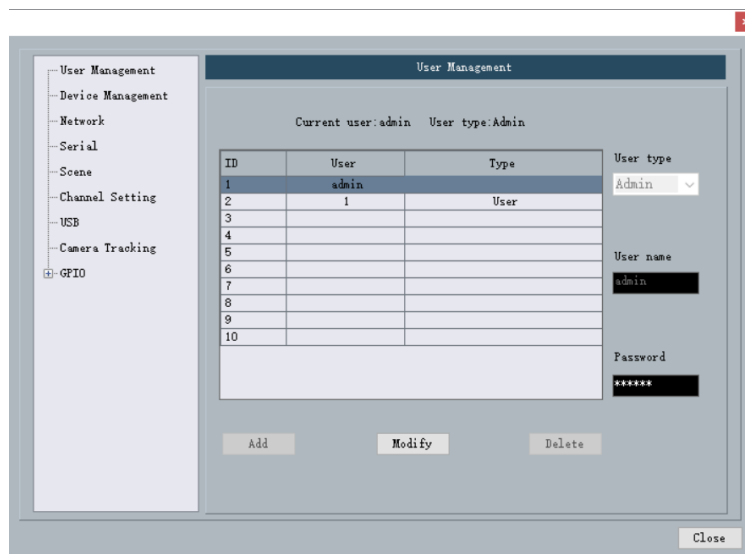 User Management
Device Management
Network
Serial
Scene
Channel Setting
USB
Camera Tracking
GPIO
User Management
Current user:admin User type:Admin
ID User Type
1 admin
2 1 User
3
4
5
6
7
8
9
10
User type
Admin
User name
admin
Password
******
Add Modify Delete
Close